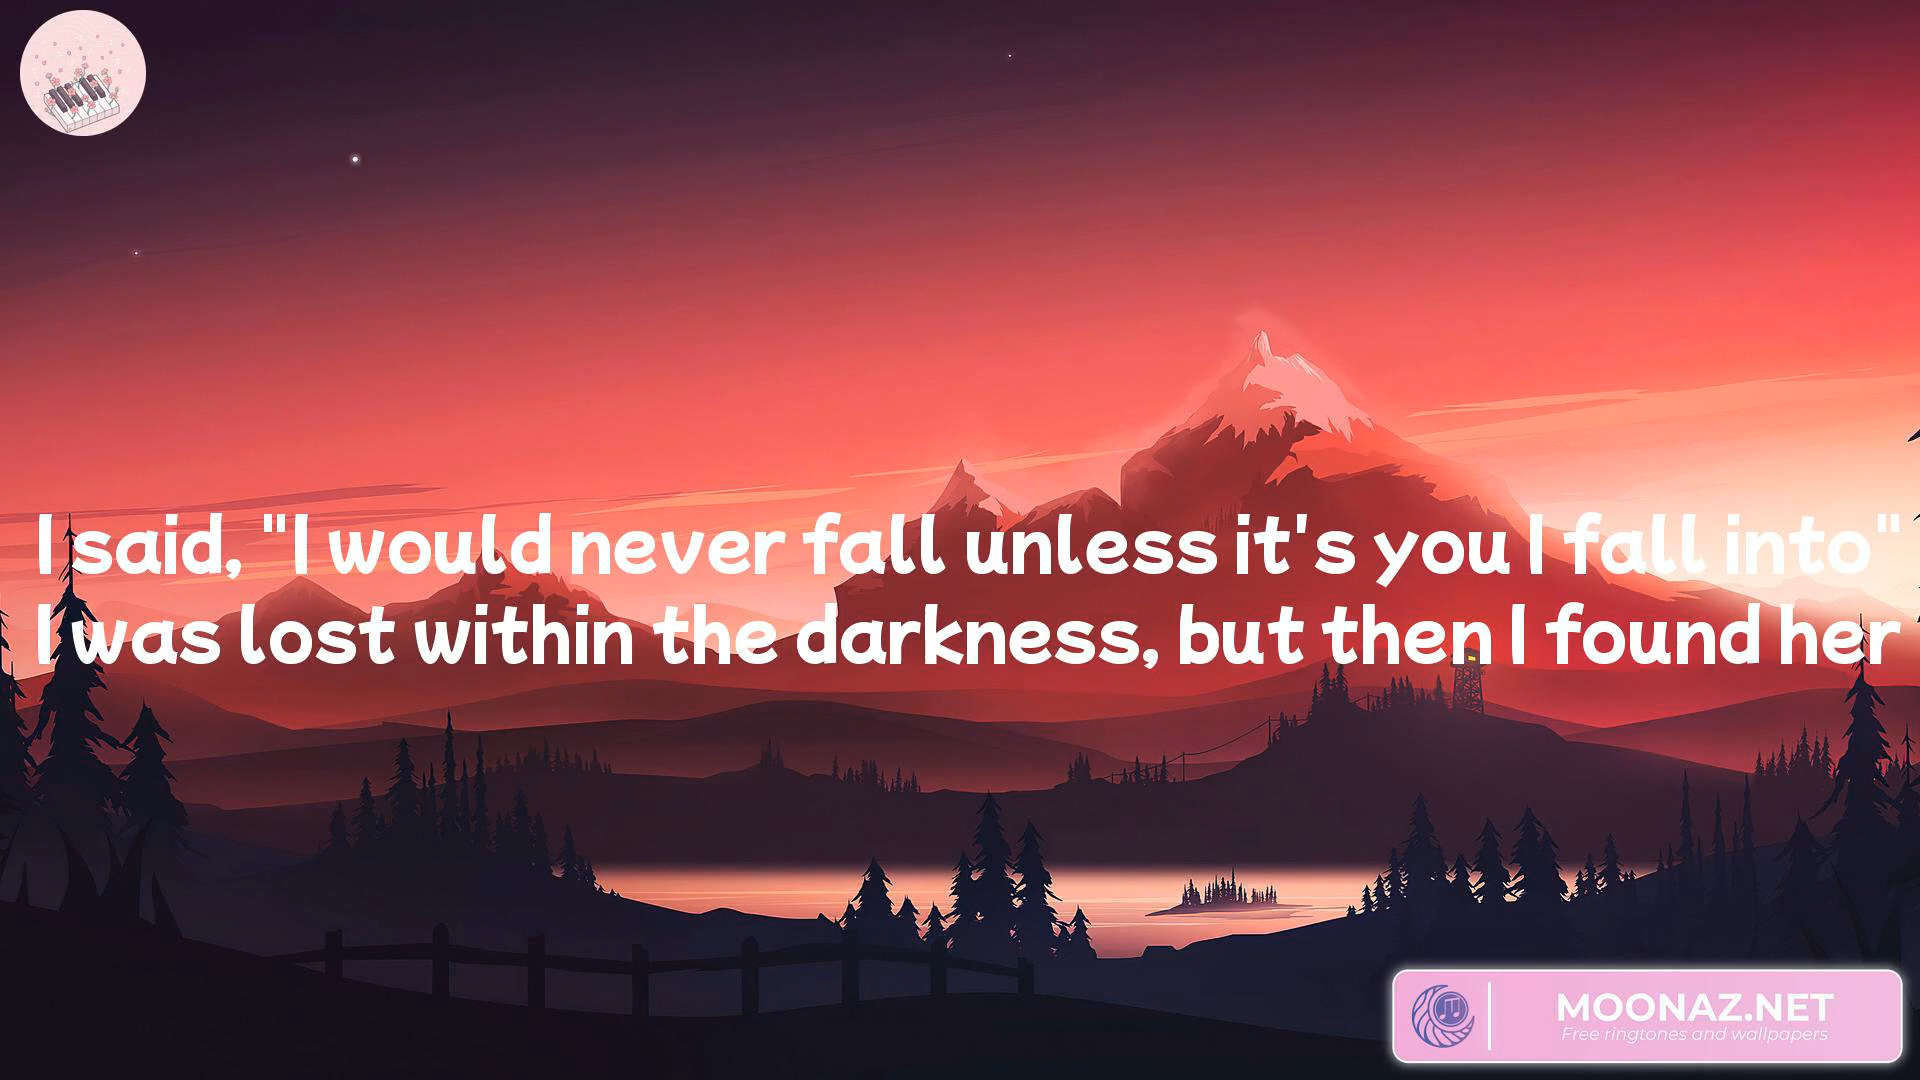 I said, "I would never fall unless it's you I fall into"
I was lost within the darkness, but then I found her
MOONAZ.NET
Free ringtones and wallpapers